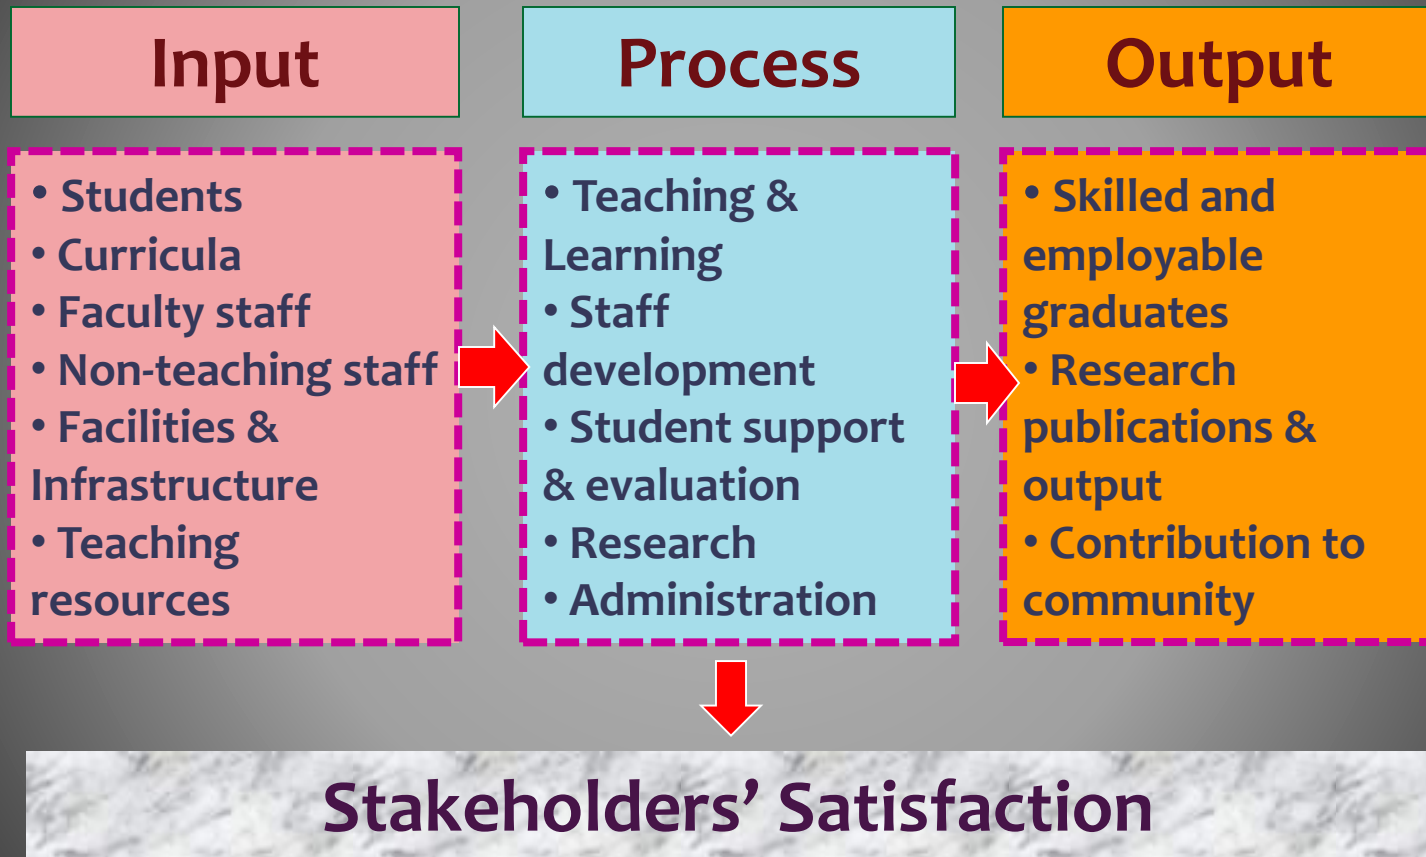 Input
• Students
• Curricula
• Faculty staff
• Non-teaching staff
• Facilities &
Infrastructure
• Teaching
resources
Process
• Teaching &
Learning
• Staff
development
• Student support
& evaluation
• Research
• Administration
Output
• Skilled and
employable
graduates
• Research
publications &
output
• Contribution to
community
Stakeholders’ Satisfaction